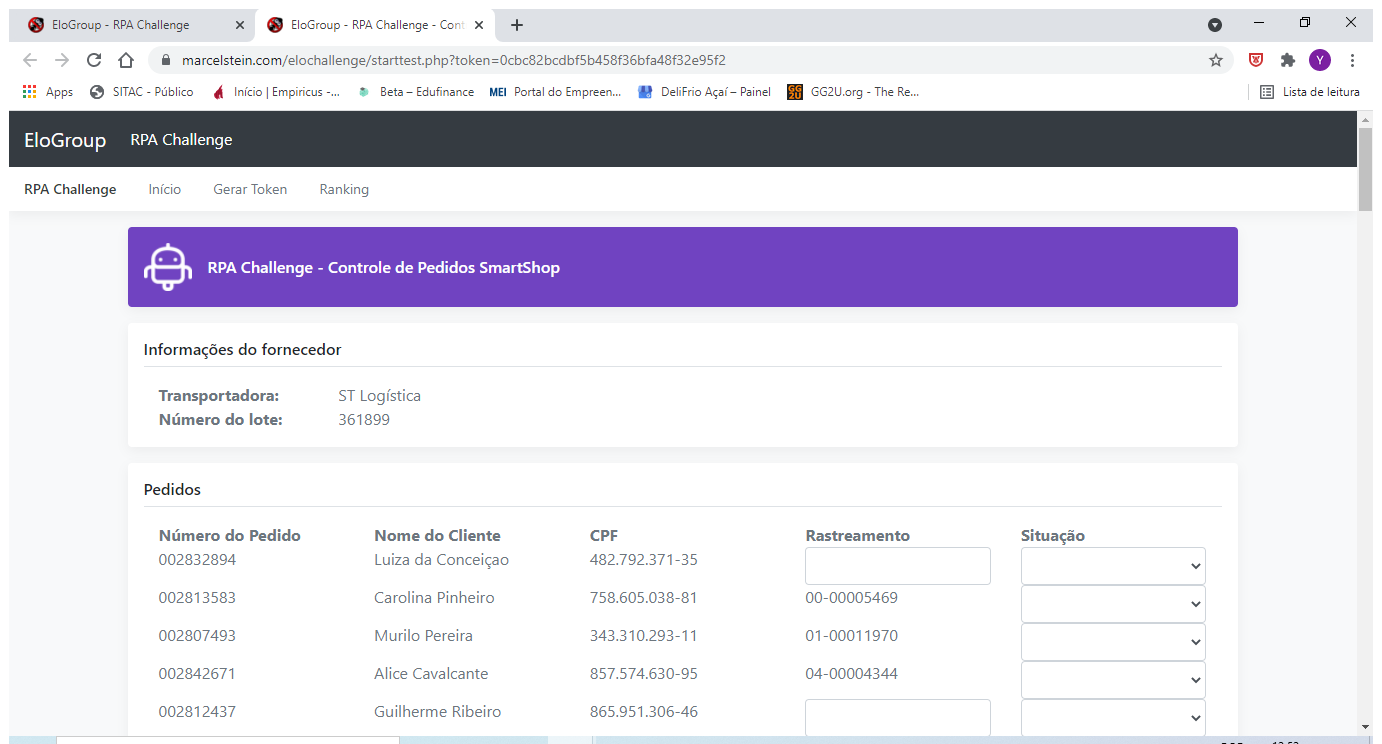 EloGroup - RPA Challenge
EloGroup - RPA Challenge - Cont
marcelstein.com/elochallenge/starttest.php?token=0cbc82bcdbf5b458f36bfa48f32e95f2
Y
Apps
SITAC - Público
Início | Empiricus -...
Beta – Edufinance
MEI Portal do Empreen...
DeliFrio Açaí – Painel
GG2U GG2U.org - The Re...
Lista de leitura
EloGroup RPA Challenge
RPA Challenge Início Gerar Token Ranking
RPA Challenge - Controle de Pedidos SmartShop
Informações do fornecedor
Transportadora: ST Logística
Número do lote: 361899
Pedidos
Número do Pedido Nome do Cliente CPF Rastreamento Situação
002832894 Luiza da Conceiçao 482.792.371-35
002813583 Carolina Pinheiro 758.605.038-81 00-00005469
002807493 Murilo Pereira 343.310.293-11 01-00011970
002842671 Alice Cavalcante 857.574.630-95 04-00004344
002812437 Guilherme Ribeiro 865.951.306-46